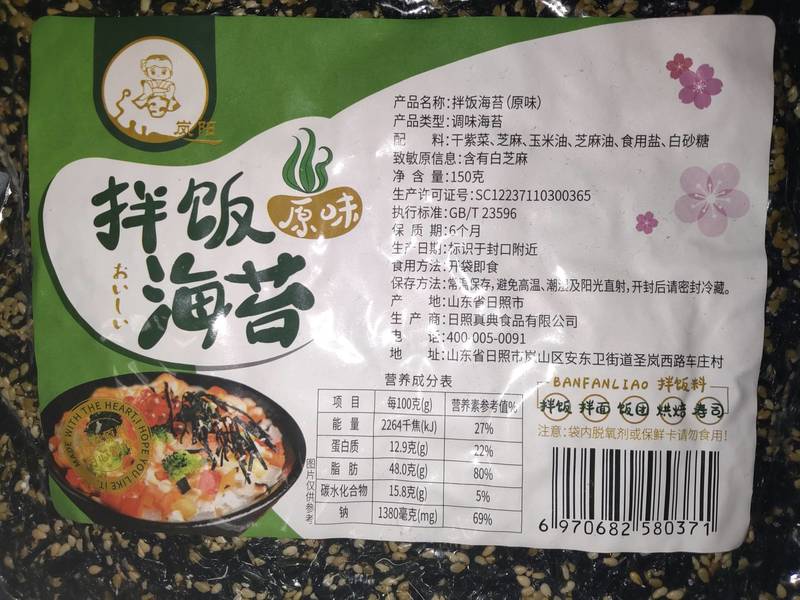 岚阳
拌饭
原味
海苔
おいしい
MADE WITH THE HEART,I HOPE YOU LIKE IT.
图片仅供参考
产品名称:拌饭海苔(原味)
产品类型:调味海苔
配 料:干紫菜、芝麻、玉米油、芝麻油、食用盐、白砂糖
致敏原信息:含有白芝麻
净 含 量:150克
生产许可证号:SC12237110300365
执行标准:GB/T 23596
保 质 期:6个月
生产日期:标识于封口附近
食用方法:开袋即食
保存方法:常温保存,避免高温、潮湿及阳光直射,开封后请密封冷藏。
产 地:山东省日照市
生 产 商:日照真典食品有限公司
电 话:400-005-0091
地 址:山东省日照市岚山区安东卫街道圣岚西路车庄村
营养成分表
项 目 每100克(g) 营养素参考值%
能 量 2264千焦(kJ) 27%
蛋白质 12.9克(g) 22%
脂 肪 48.0克(g) 80%
碳水化合物 15.8克(g) 5%
钠 1380毫克(mg) 69%
BANFANLIAO 拌饭料
拌饭 拌面 饭团 烘焙 寿司
注意:袋内脱氧剂或保鲜卡请勿食用!
6 970682 580371